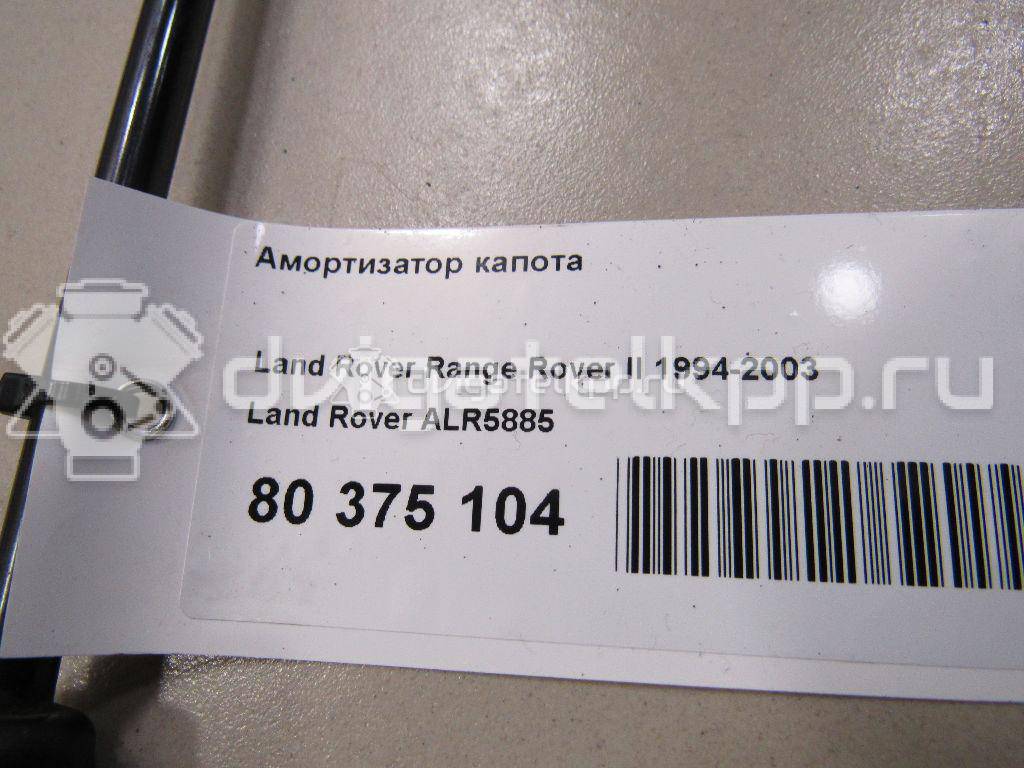 Амортизатор капота
Land Rover Range Rover II 1994-2003
dvigatelkpp.ru
Land Rover ALR5885
80 375 104